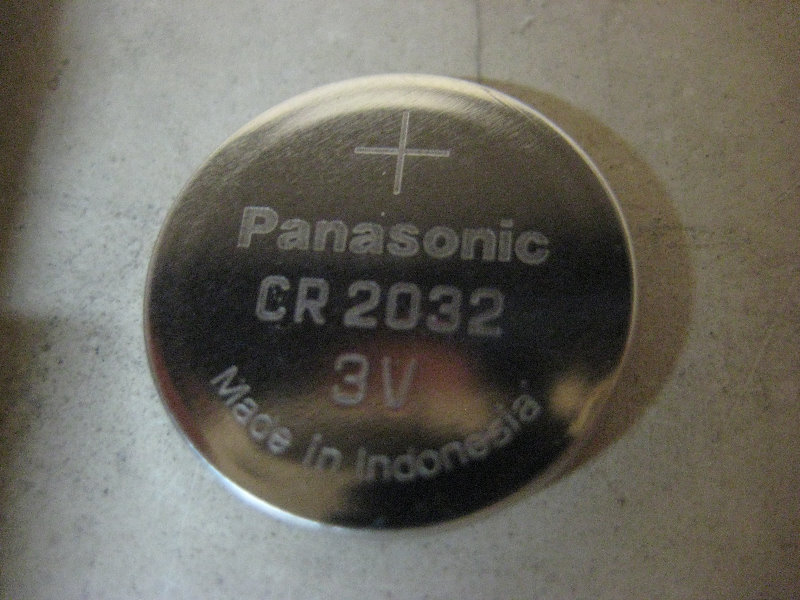 +
Panasonic
CR 2032
3V
Made in Indonesia